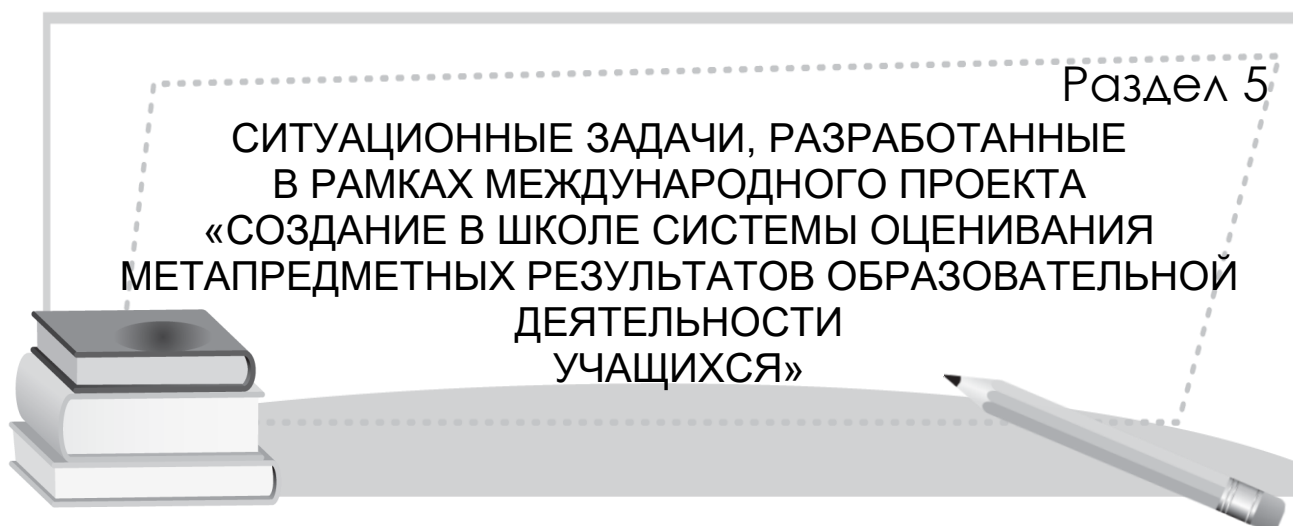 Раздел 5
СИТУАЦИОННЫЕ ЗАДАЧИ, РАЗРАБОТАННЫЕ
В РАМКАХ МЕЖДУНАРОДНОГО ПРОЕКТА
«СОЗДАНИЕ В ШКОЛЕ СИСТЕМЫ ОЦЕНИВАНИЯ
МЕТАПРЕДМЕТНЫХ РЕЗУЛЬТАТОВ ОБРАЗОВАТЕЛЬНОЙ
ДЕЯТЕЛЬНОСТИ
УЧАЩИХСЯ»